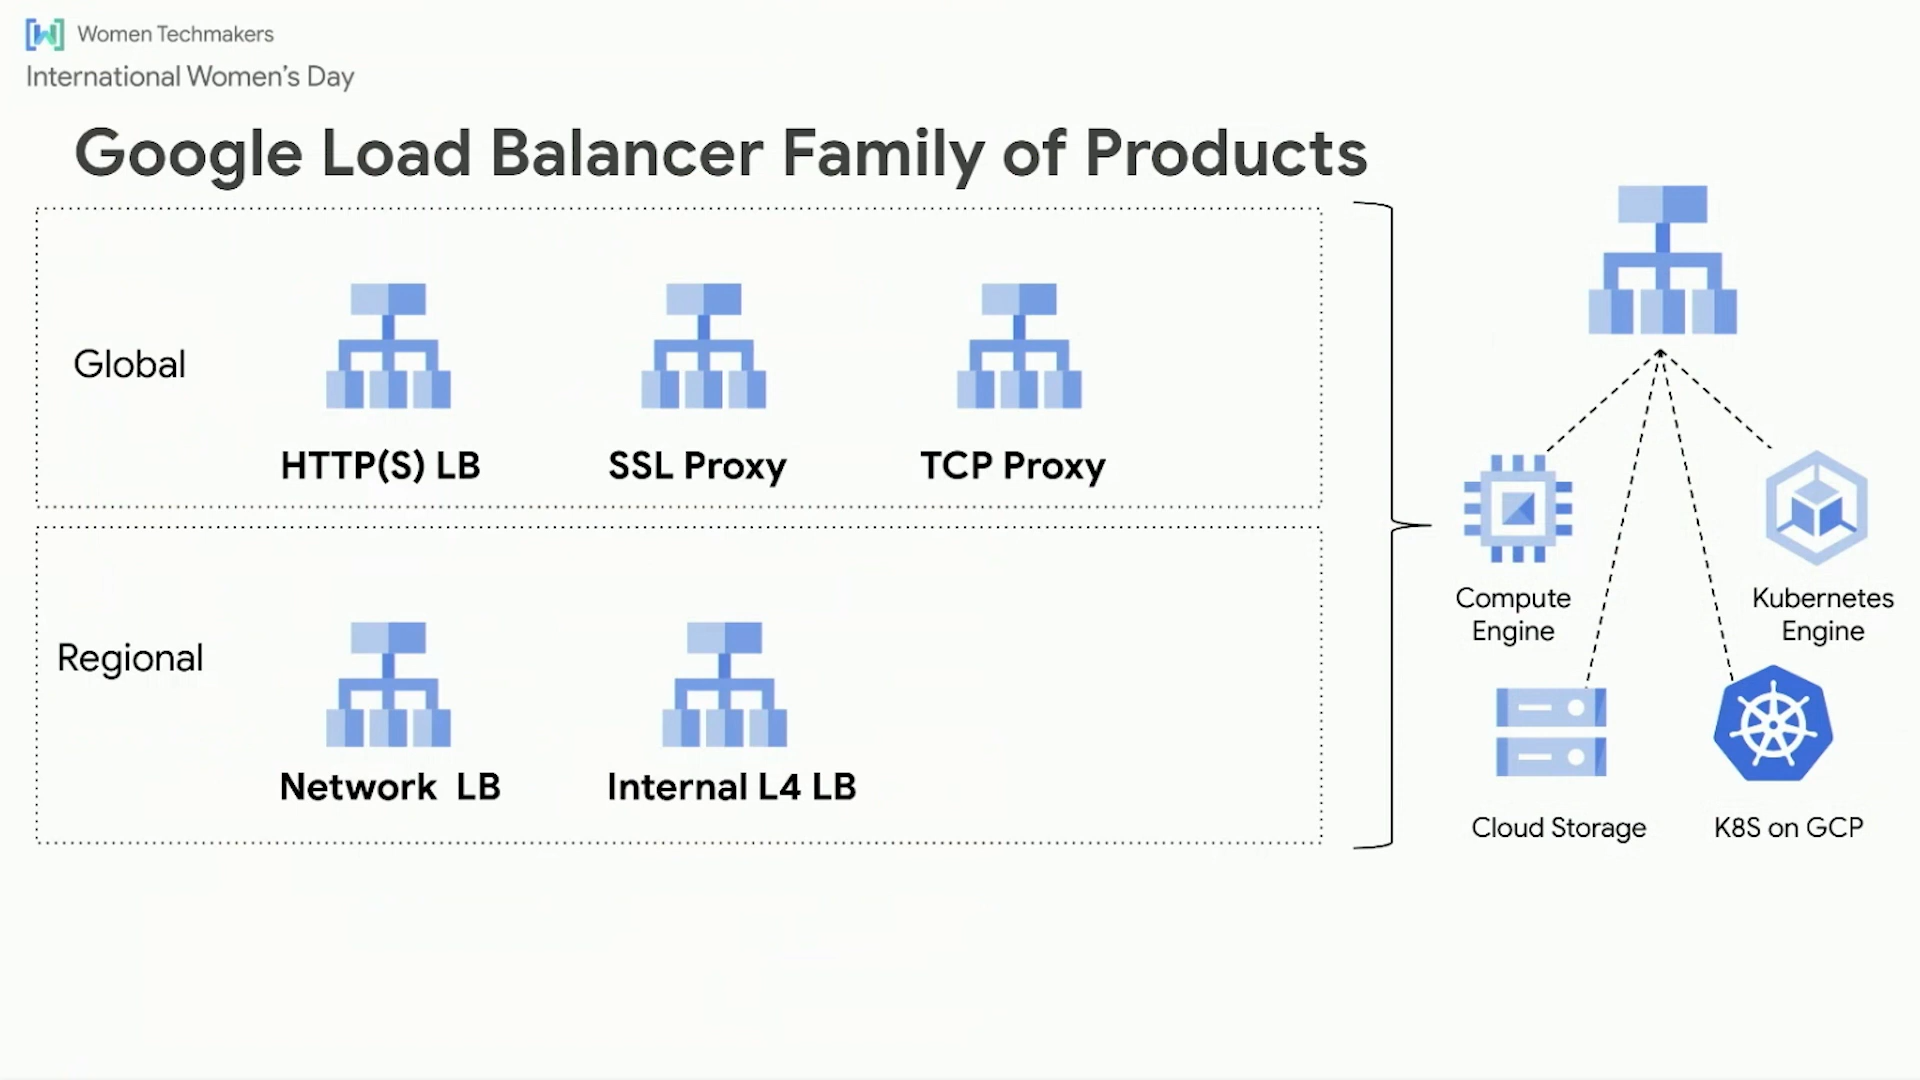 Women Techmakers
International Women's Day
Google Load Balancer Family of Products
Global
HTTP(S) LB
SSL Proxy
TCP Proxy
Regional
Network LB
Internal L4 LB
Compute
Engine
Kubernetes
Engine
Cloud Storage
K8S on GCP